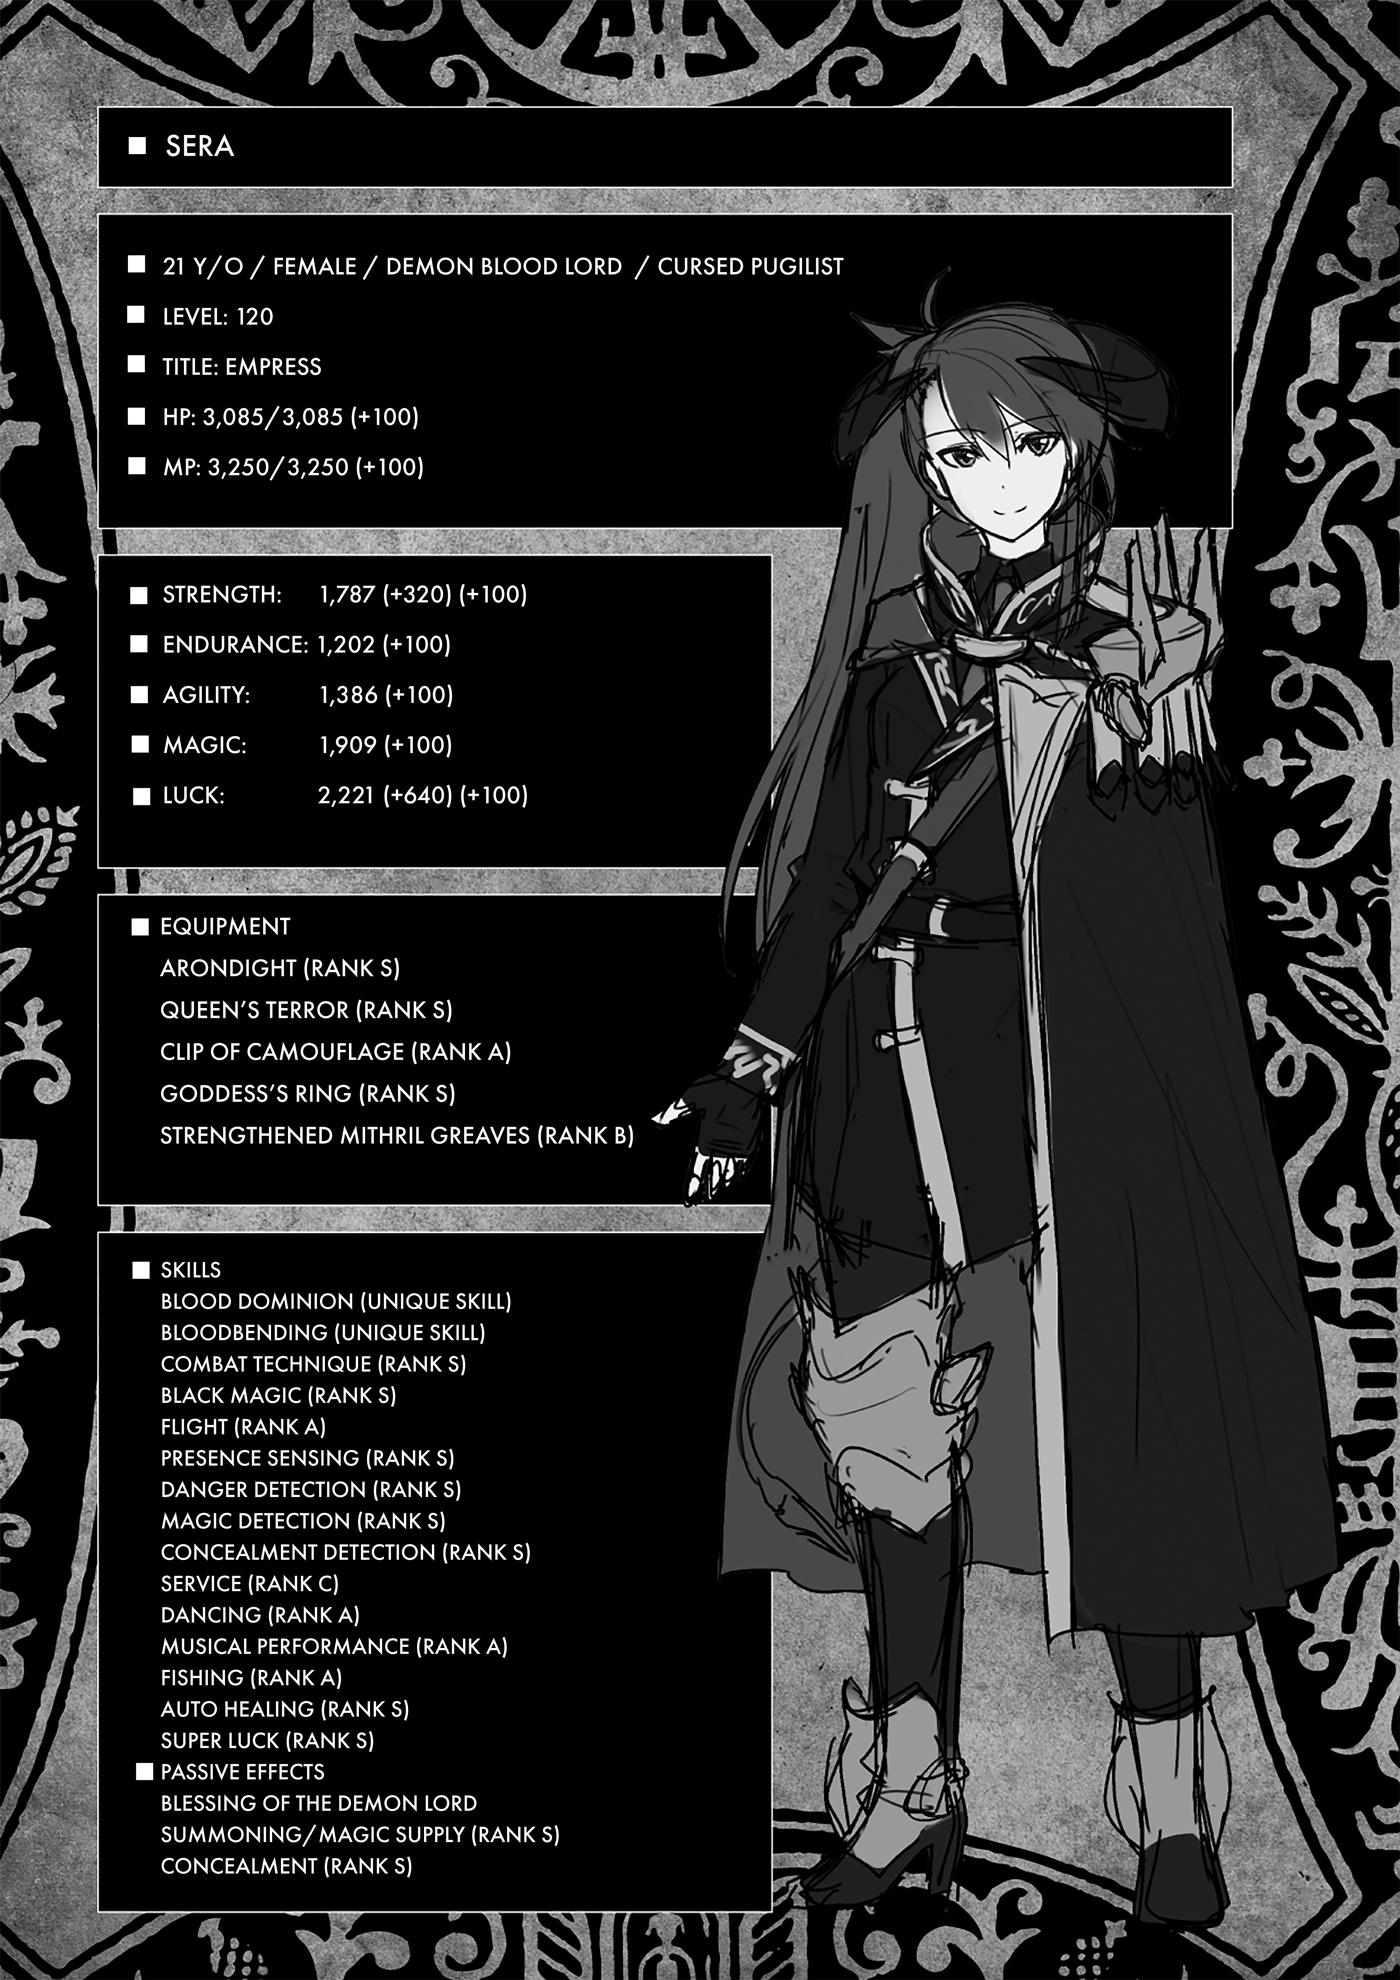 SERA
21 Y/O / FEMALE / DEMON BLOOD LORD / CURSED PUGILIST
LEVEL: 120
TITLE: EMPRESS
HP: 3,085/3,085 (+100)
MP: 3,250/3,250 (+100)
STRENGTH: 1,787 (+320) (+100)
ENDURANCE: 1,202 (+100)
AGILITY: 1,386 (+100)
MAGIC: 1,909 (+100)
LUCK: 2,221 (+640) (+100)
EQUIPMENT
ARONDIGHT (RANK S)
QUEEN’S TERROR (RANK S)
CLIP OF CAMOUFLAGE (RANK A)
GODDESS’S RING (RANK S)
STRENGTHENED MITHRIL GREAVES (RANK B)
SKILLS
BLOOD DOMINION (UNIQUE SKILL)
BLOODBENDING (UNIQUE SKILL)
COMBAT TECHNIQUE (RANK S)
BLACK MAGIC (RANK S)
FLIGHT (RANK A)
PRESENCE SENSING (RANK S)
DANGER DETECTION (RANK S)
MAGIC DETECTION (RANK S)
CONCEALMENT DETECTION (RANK S)
SERVICE (RANK C)
DANCING (RANK A)
MUSICAL PERFORMANCE (RANK A)
FISHING (RANK A)
AUTO HEALING (RANK S)
SUPER LUCK (RANK S)
PASSIVE EFFECTS
BLESSING OF THE DEMON LORD
SUMMONING/MAGIC SUPPLY (RANK S)
CONCEALMENT (RANK S)